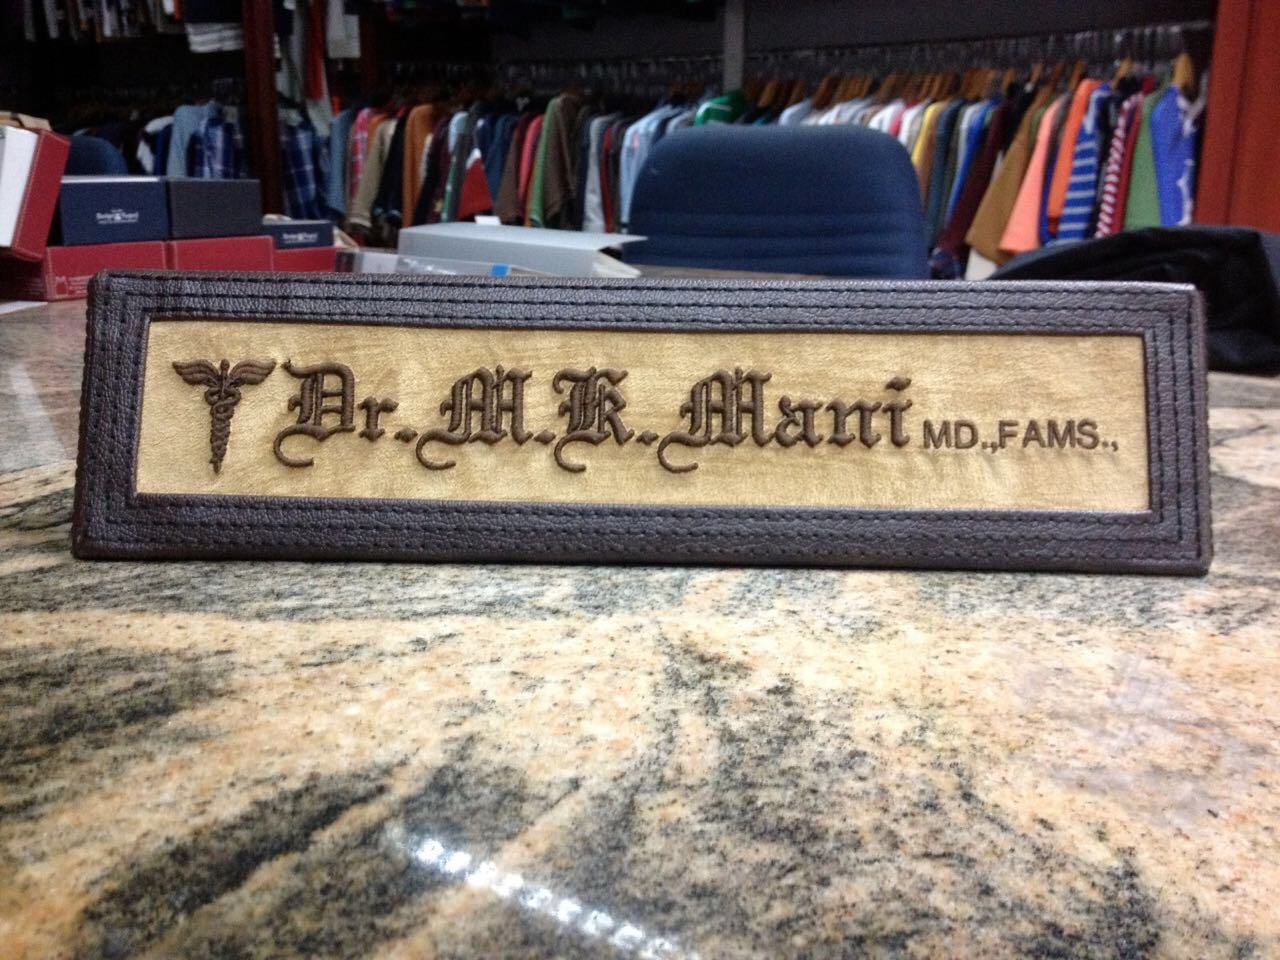 Dr. M. K. Mani MD.,FAMS.,